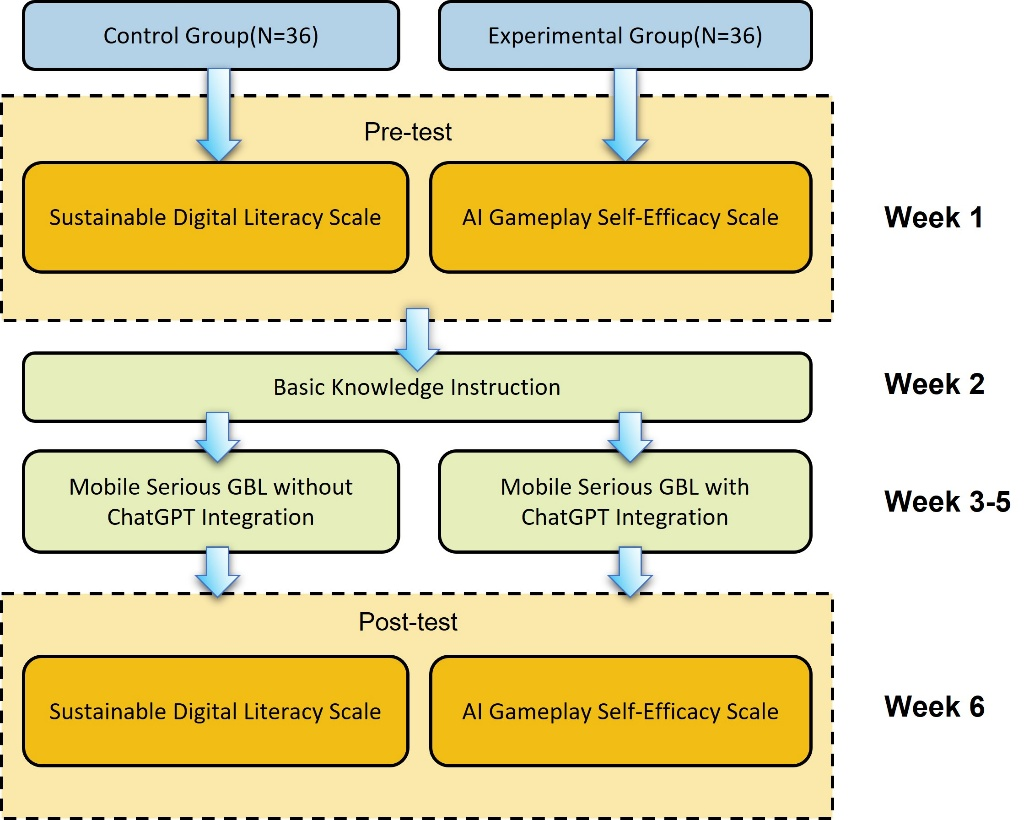 Control Group(N=36)
Experimental Group(N=36)
Pre-test
Sustainable Digital Literacy Scale
AI Gameplay Self-Efficacy Scale
Week 1
Basic Knowledge Instruction
Week 2
Mobile Serious GBL without
ChatGPT Integration
Mobile Serious GBL with
ChatGPT Integration
Week 3-5
Post-test
Sustainable Digital Literacy Scale
AI Gameplay Self-Efficacy Scale
Week 6